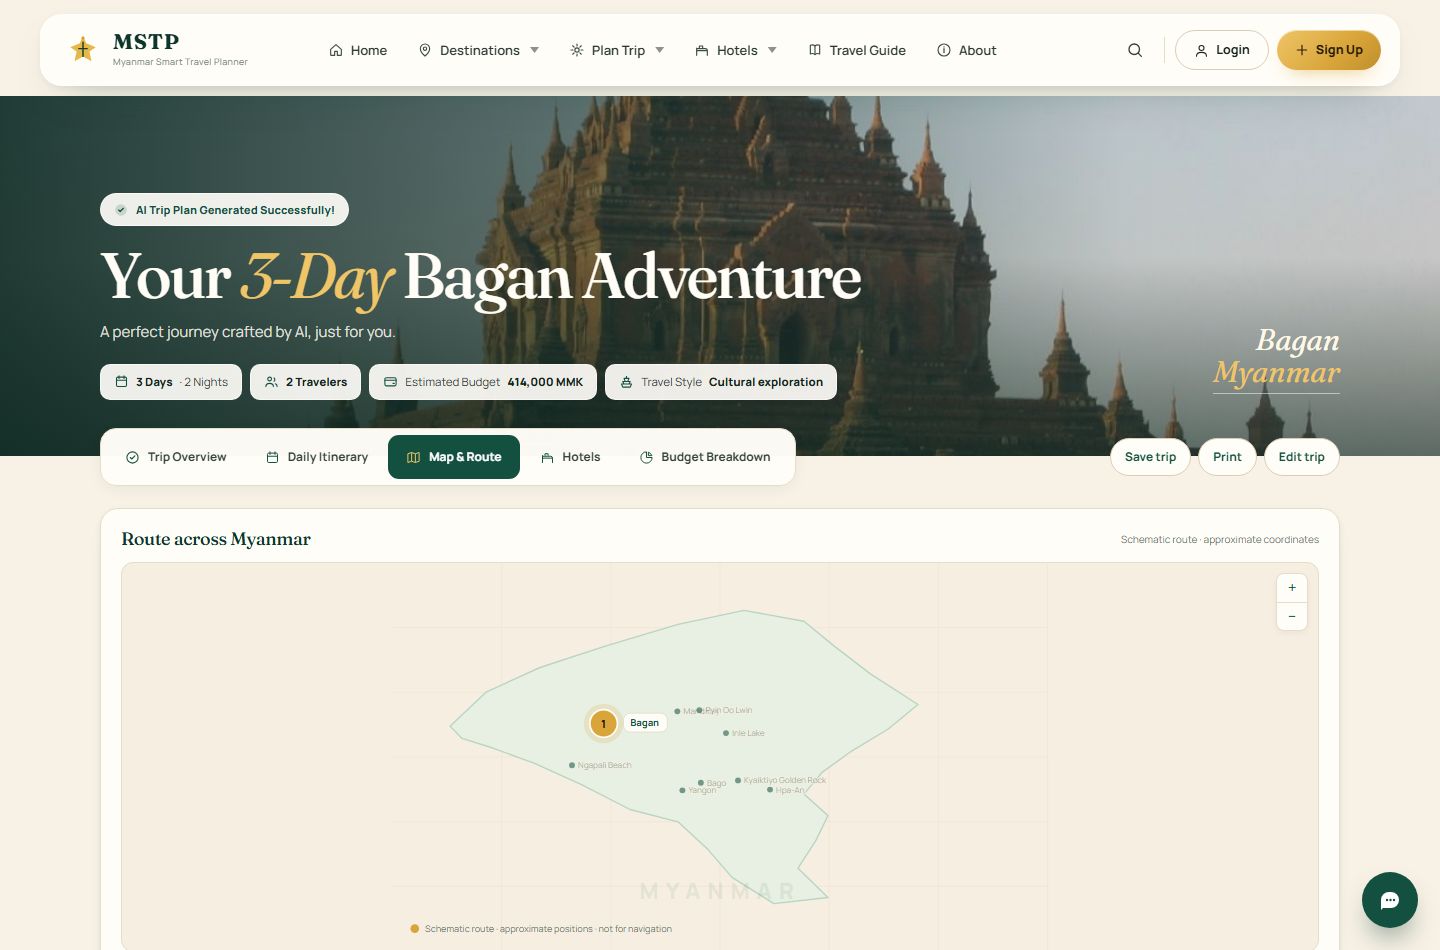 MSTP
Myanmar Smart Travel Planner
Home
Destinations
Plan Trip
Hotels
Travel Guide
About
Login
Sign Up
AI Trip Plan Generated Successfully!
Your 3-Day Bagan Adventure
A perfect journey crafted by AI, just for you.
3 Days · 2 Nights
2 Travelers
Estimated Budget 414,000 MMK
Travel Style Cultural exploration
Bagan
Myanmar
Trip Overview
Daily Itinerary
Map & Route
Hotels
Budget Breakdown
Save trip
Print
Edit trip
Route across Myanmar
Schematic route · approximate coordinates
+
−
1
Bagan
Pyin Oo Lwin
Inle Lake
Ngapali Beach
Bago
Kyaiktiyo Golden Rock
Yangon
Hpa-An
MYANMAR
Schematic route · approximate positions · not for navigation